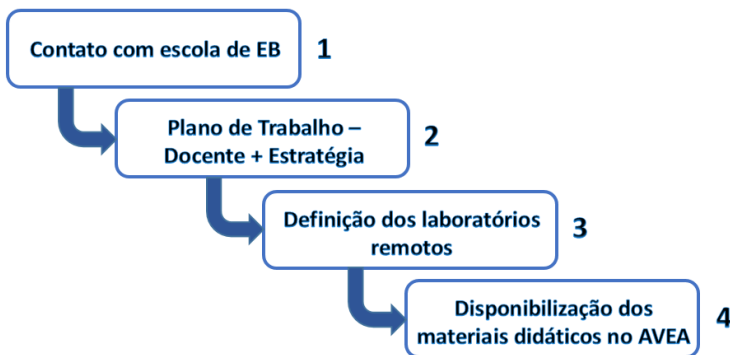 Contato com escola de EB 1
Plano de Trabalho –
Docente + Estratégia 2
Definição dos laboratórios
remotos 3
Disponibilização dos
materiais didáticos no AVEA 4